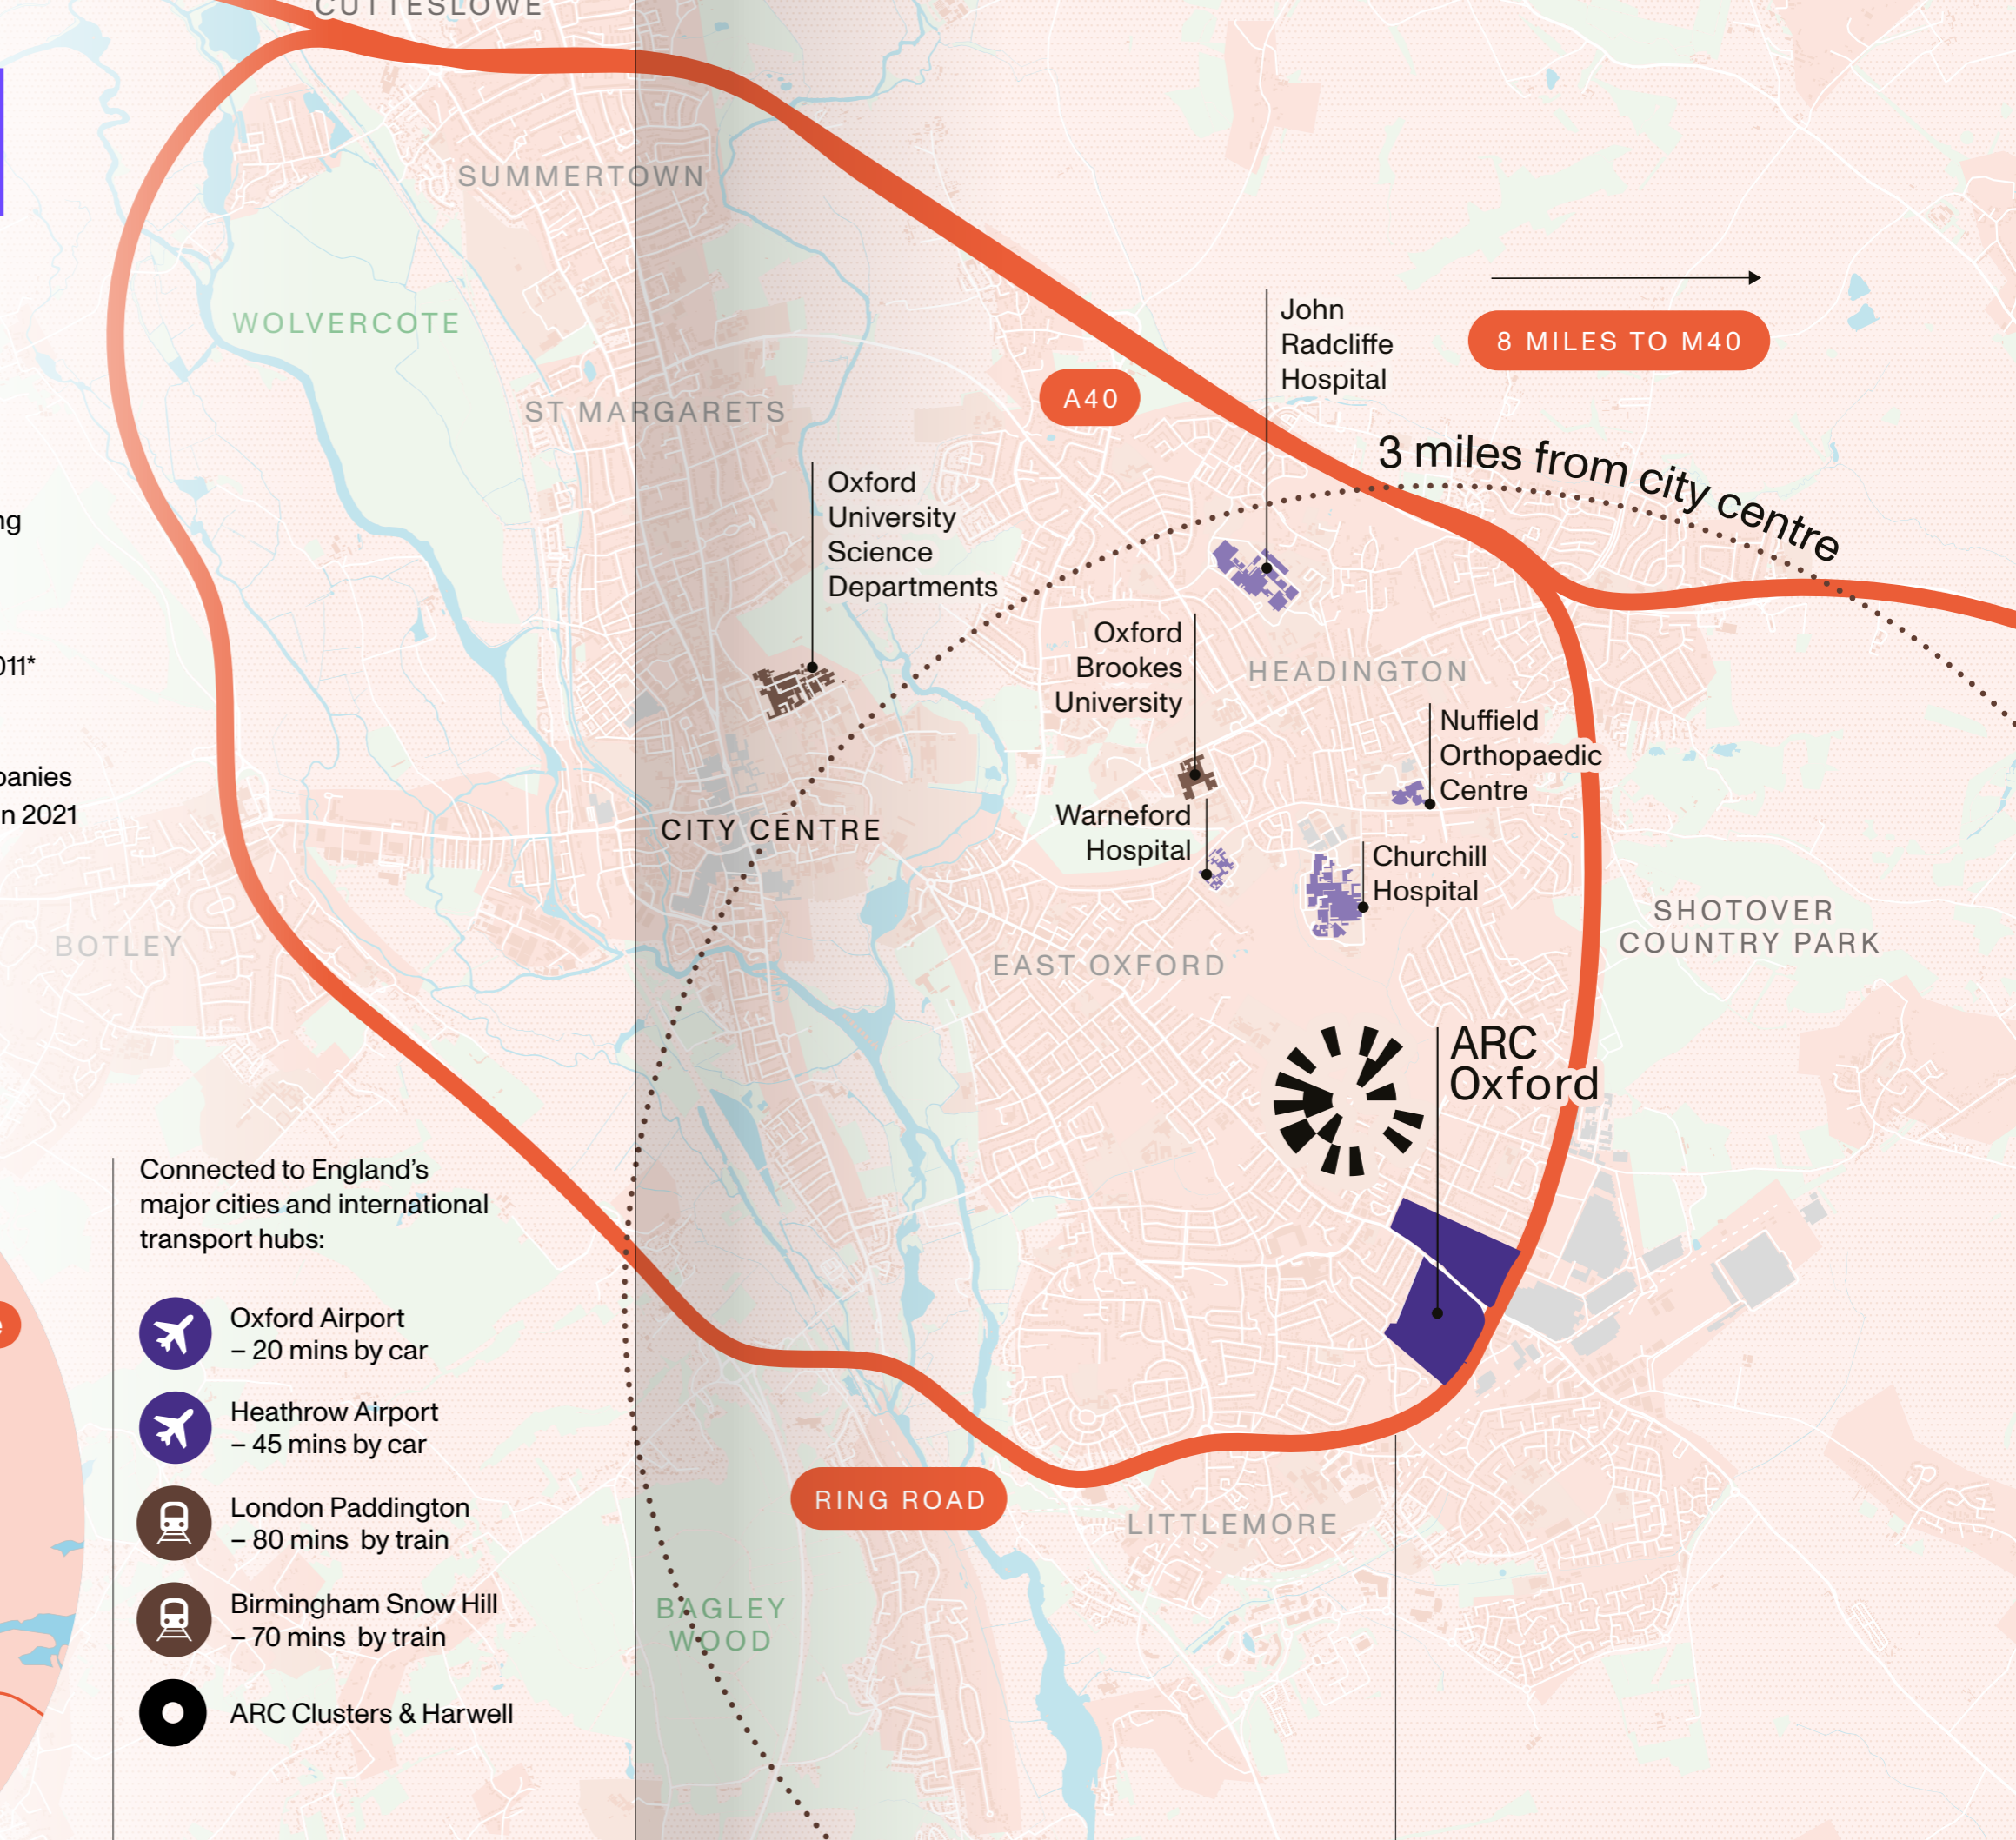 CUTTESLOWE
SUMMERTOWN
WOLVERCOTE
ST MARGARETS
A40
John
Radcliffe
Hospital
8 MILES TO M40
3 miles from city centre
Oxford
University
Science
Departments
ng
011*
panies
n 2021
Oxford
Brookes
University
HEADINGTON
Nuffield
Orthopaedic
Centre
Warneford
Hospital
CITY CENTRE
Churchill
Hospital
BOTLEY
EAST OXFORD
SHOTOVER
COUNTRY PARK
ARC
Oxford
Connected to England’s
major cities and international
transport hubs:
Oxford Airport
– 20 mins by car
Heathrow Airport
– 45 mins by car
London Paddington
– 80 mins by train
Birmingham Snow Hill
– 70 mins by train
ARC Clusters & Harwell
RING ROAD
LITTLEMORE
BAGLEY
WOOD